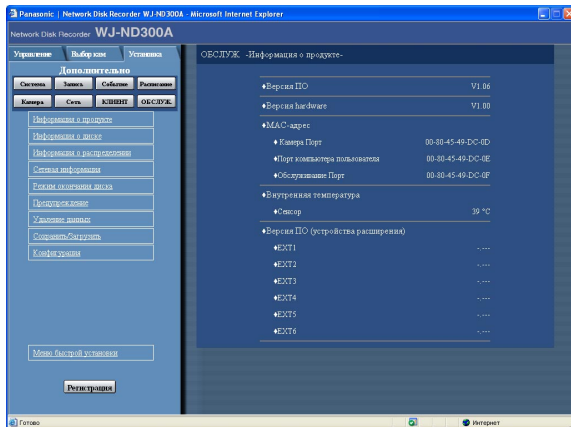 Panasonic | Network Disk Recorder WJ-ND300A - Microsoft Internet Explorer
Network Disk Recorder WJ-ND300A
Управление Выбор кам Установка
Дополнительно
Система Запись Событие Расписание
Камера Сеть КЛИЕНТ ОБСЛУЖ.
Информация о продукте
Информация о диске
Информация о распределении
Сетевая информация
Режим окончания диска
Предупреждение
Удаление данных
Сохранить/Загрузить
Конфигурация
Меню быстрой установки
Регистрация
ОБСЛУЖ. -Информация о продукте-
♦Версия ПО V1.06
♦Версия hardware V1.00
♦MAC-адрес
♦Камера Порт 00-80-45-49-DC-0D
♦Порт компьютера пользователя 00-80-45-49-DC-0E
♦Обслуживание Порт 00-80-45-49-DC-0F
♦Внутренняя температура
♦Сенсор 39 °C
♦Версия ПО (устройства расширения)
♦EXT1 -.---
♦EXT2 -.---
♦EXT3 -.---
♦EXT4 -.---
♦EXT5 -.---
♦EXT6 -.---
Готово Интернет